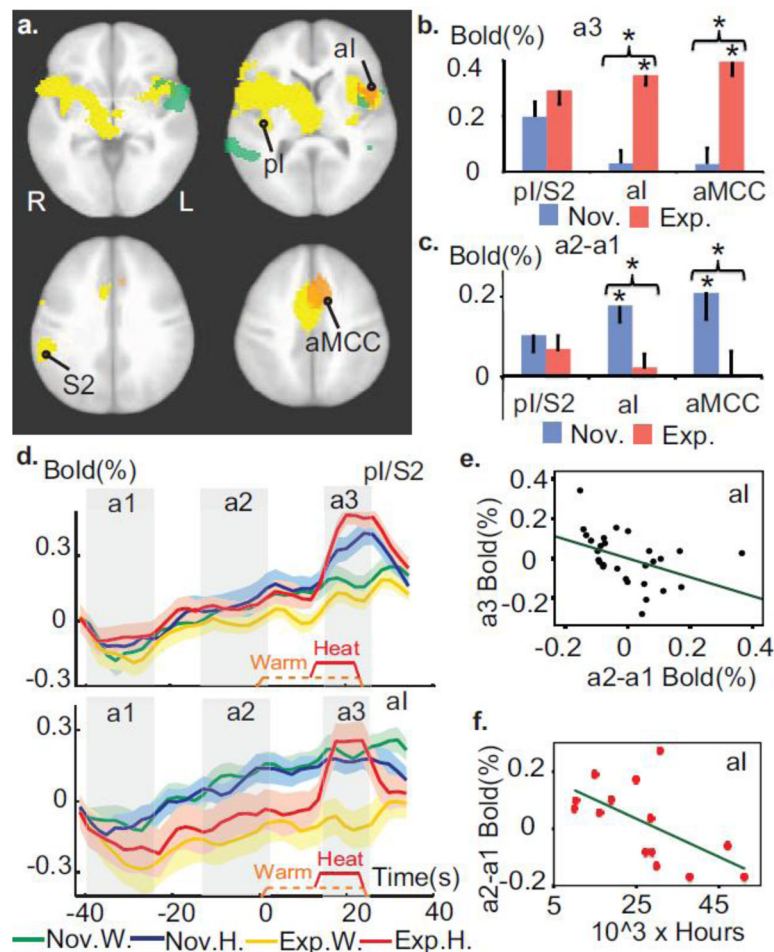 a.
aI
pI
R
L
S2
aMCC
b. Bold(%) a3
0.4
0.2
0
* * * *
pI/S2 aI aMCC
Nov. Exp.
c. Bold(%) a2-a1
0.2
0
* * * *
pI/S2 aI aMCC
Nov. Exp.
d. Bold(%) pI/S2
a1 a2 a3
0.3
0
-0.3
Heat
Warm
a1 a2 a3 aI
0.3
0
-0.3
Heat
Warm
Time(s)
-40 -20 0 20 40
Nov.W. Nov.H. Exp.W. Exp.H.
e.
aI
a3 Bold(%)
0.4
0.2
0
-0.2
-0.2 0 0.2 0.4
a2-a1 Bold(%)
f.
aI
a2-a1 Bold(%)
0.2
0
-0.2
5 25 45
10^3 x Hours